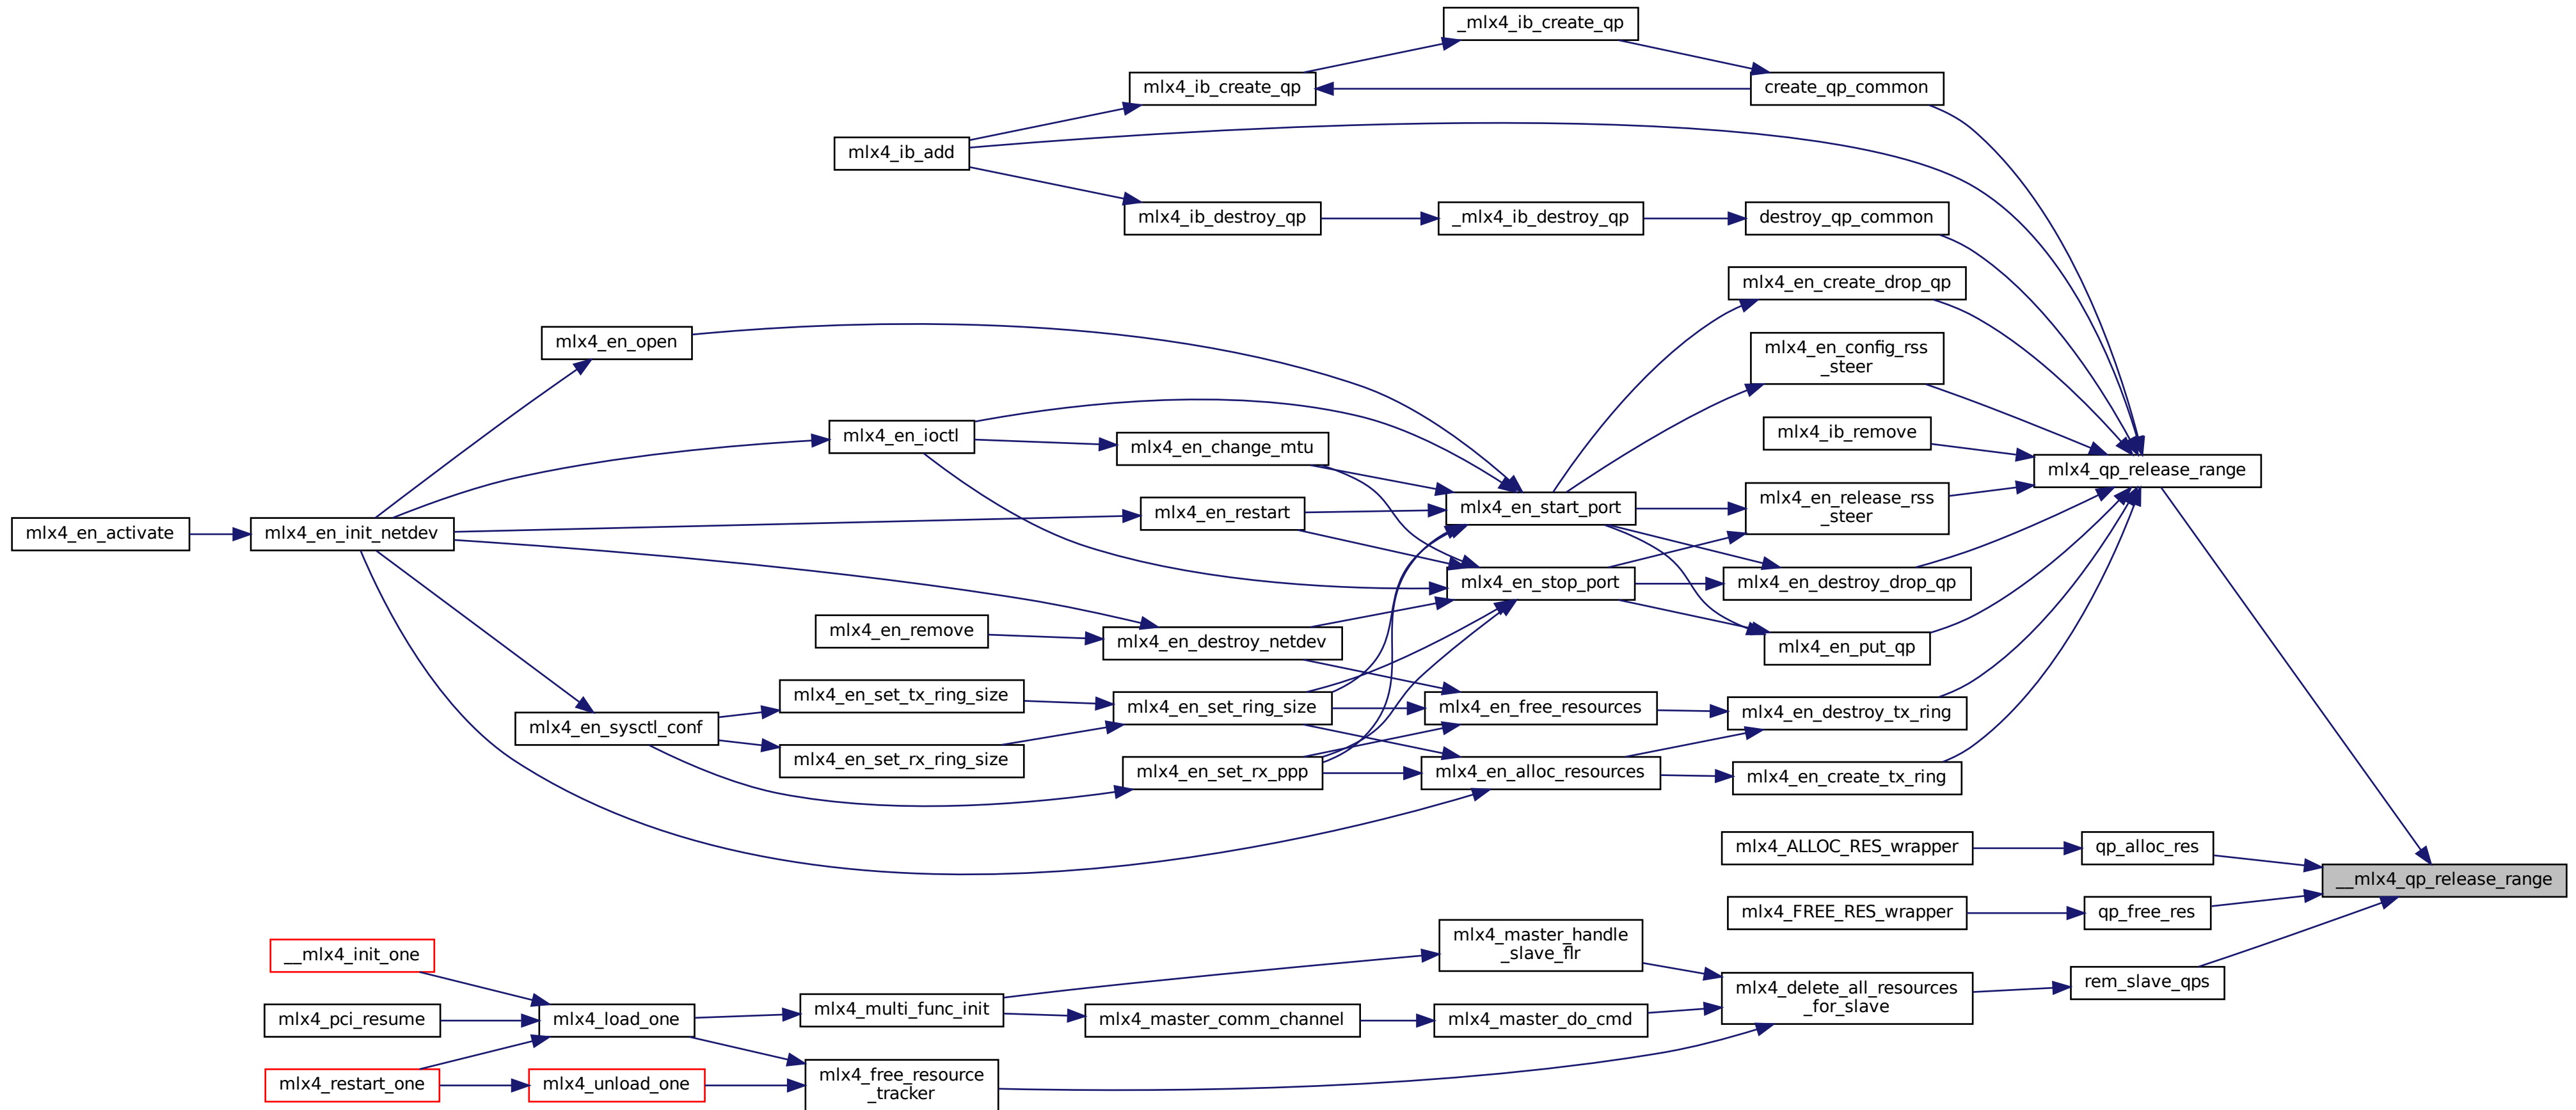 _mlx4_ib_create_qp
mlx4_ib_create_qp
create_qp_common
mlx4_ib_add
mlx4_ib_destroy_qp
_mlx4_ib_destroy_qp
destroy_qp_common
mlx4_en_create_drop_qp
mlx4_en_open
mlx4_en_config_rss
_steer
mlx4_en_ioctl
mlx4_en_change_mtu
mlx4_ib_remove
mlx4_qp_release_range
mlx4_en_restart
mlx4_en_start_port
mlx4_en_release_rss
_steer
mlx4_en_activate
mlx4_en_init_netdev
mlx4_en_stop_port
mlx4_en_destroy_drop_qp
mlx4_en_remove
mlx4_en_destroy_netdev
mlx4_en_put_qp
mlx4_en_set_tx_ring_size
mlx4_en_set_ring_size
mlx4_en_free_resources
mlx4_en_destroy_tx_ring
mlx4_en_sysctl_conf
mlx4_en_set_rx_ring_size
mlx4_en_set_rx_ppp
mlx4_en_alloc_resources
mlx4_en_create_tx_ring
mlx4_ALLOC_RES_wrapper
qp_alloc_res
__mlx4_qp_release_range
mlx4_FREE_RES_wrapper
qp_free_res
__mlx4_init_one
mlx4_master_handle
_slave_flr
rem_slave_qps
mlx4_delete_all_resources
_for_slave
mlx4_multi_func_init
mlx4_pci_resume
mlx4_load_one
mlx4_master_comm_channel
mlx4_master_do_cmd
mlx4_restart_one
mlx4_unload_one
mlx4_free_resource
_tracker